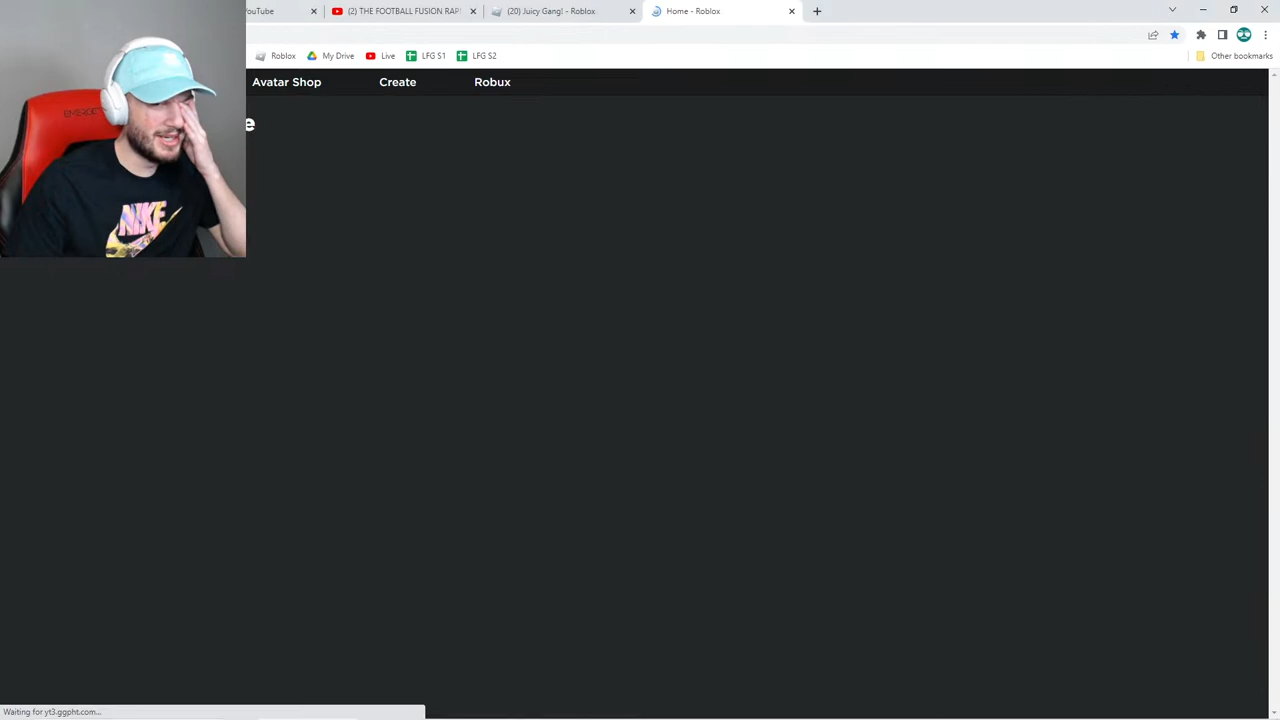 YouTube
(2) THE FOOTBALL FUSION RAP!
(20) Juicy Gang! - Roblox
Home - Roblox
Roblox
My Drive
Live
LFG S1
LFG S2
Other bookmarks
Avatar Shop
Create
Robux
e
NIKE
Waiting for yt3.ggpht.com...